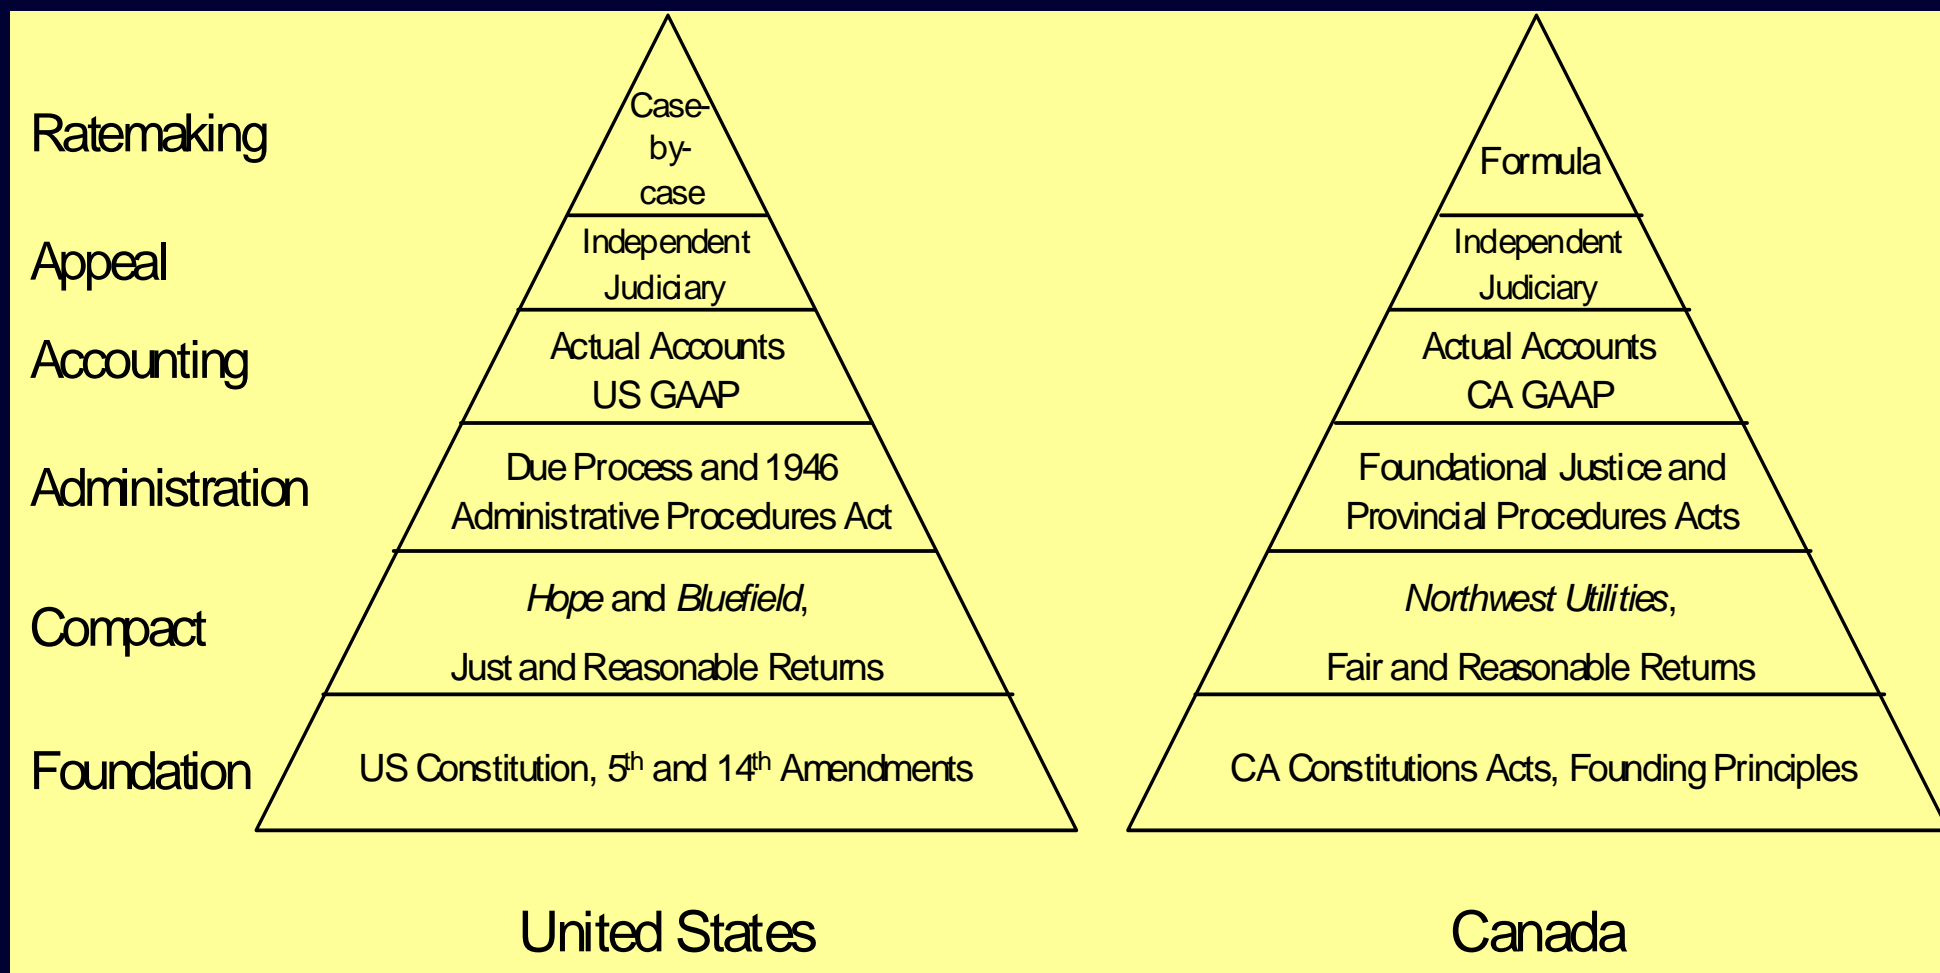 Ratemaking
Case-
by-
case
Formula
Appeal
Independent
Judiciary
Independent
Judiciary
Accounting
Actual Accounts
US GAAP
Actual Accounts
CA GAAP
Administration
Due Process and 1946
Administrative Procedures Act
Foundational Justice and
Provincial Procedures Acts
Compact
Hope and Bluefield,
Just and Reasonable Returns
Northwest Utilities,
Fair and Reasonable Returns
Foundation
US Constitution, 5th and 14th Amendments
CA Constitutions Acts, Founding Principles
United States
Canada